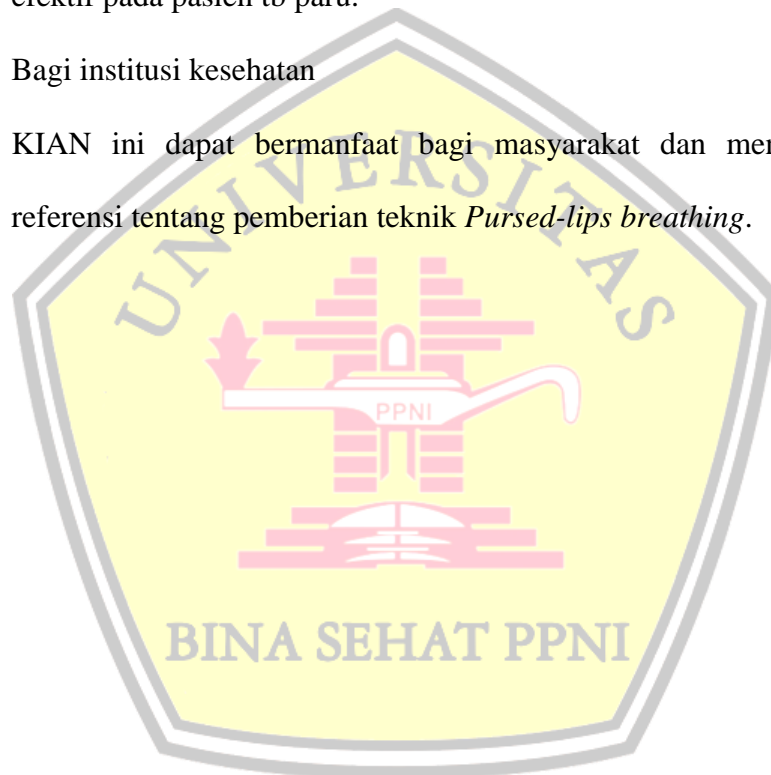 efektif pada pasien tb paru.
Bagi institusi kesehatan
KIAN ini dapat bermanfaat bagi masyarakat dan
referensi tentang pemberian teknik Pursed-lips breathing.
UNIVERSITAS
PPNI
BINA SEHAT PPNI